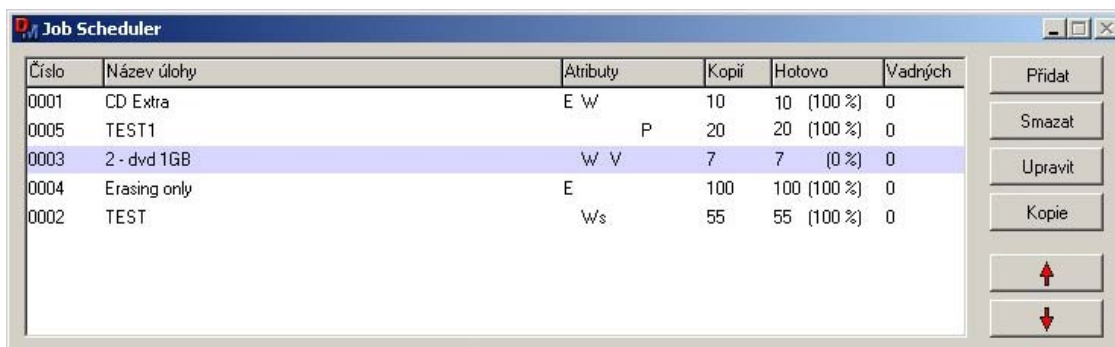 Job Scheduler
Číslo Název úlohy Atributy Kopií Hotovo Vadných
0001 CD Extra E W 10 10 (100 %) 0
0005 TEST1 P 20 20 (100 %) 0
0003 2 - dvd 1GB W V 7 7 (0 %) 0
0004 Erasing only E 100 100 (100 %) 0
0002 TEST Ws 55 55 (100 %) 0
Přidat
Smazat
Upravit
Kopie